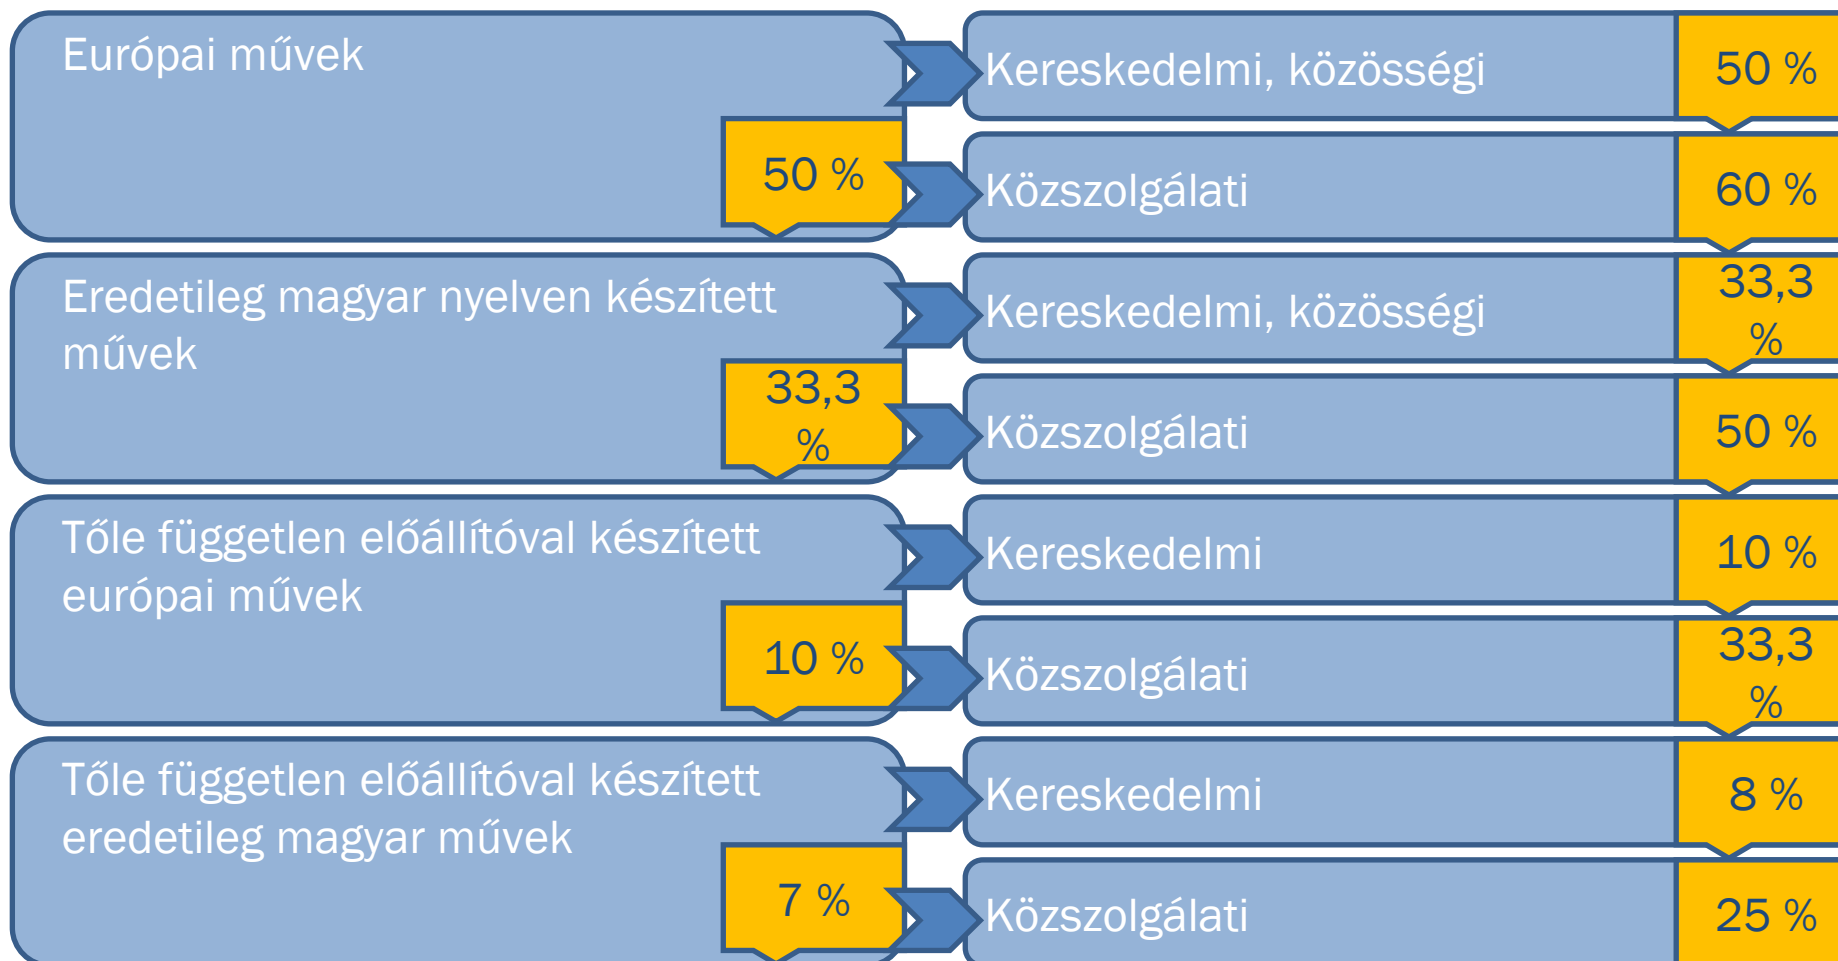 Európai művek
50 %
Kereskedelmi, közösségi
50 %
Közszolgálati
60 %
Eredetileg magyar nyelven készített
művek
33,3
%
Kereskedelmi, közösségi
33,3
%
Közszolgálati
50 %
Tőle független előállítóval készített
európai művek
10 %
Kereskedelmi
10 %
Közszolgálati
33,3
%
Tőle független előállítóval készített
eredetileg magyar művek
7 %
Kereskedelmi
8 %
Közszolgálati
25 %